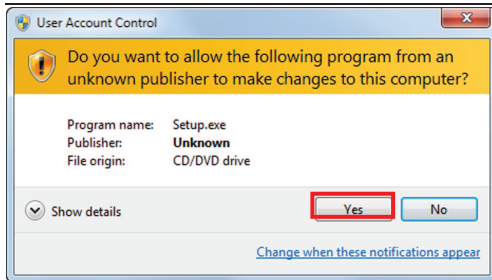 User Account Control
Do you want to allow the following program from an
unknown publisher to make changes to this computer?
Program name: Setup.exe
Publisher: Unknown
File origin: CD/DVD drive
Show details
Yes No
Change when these notifications appear